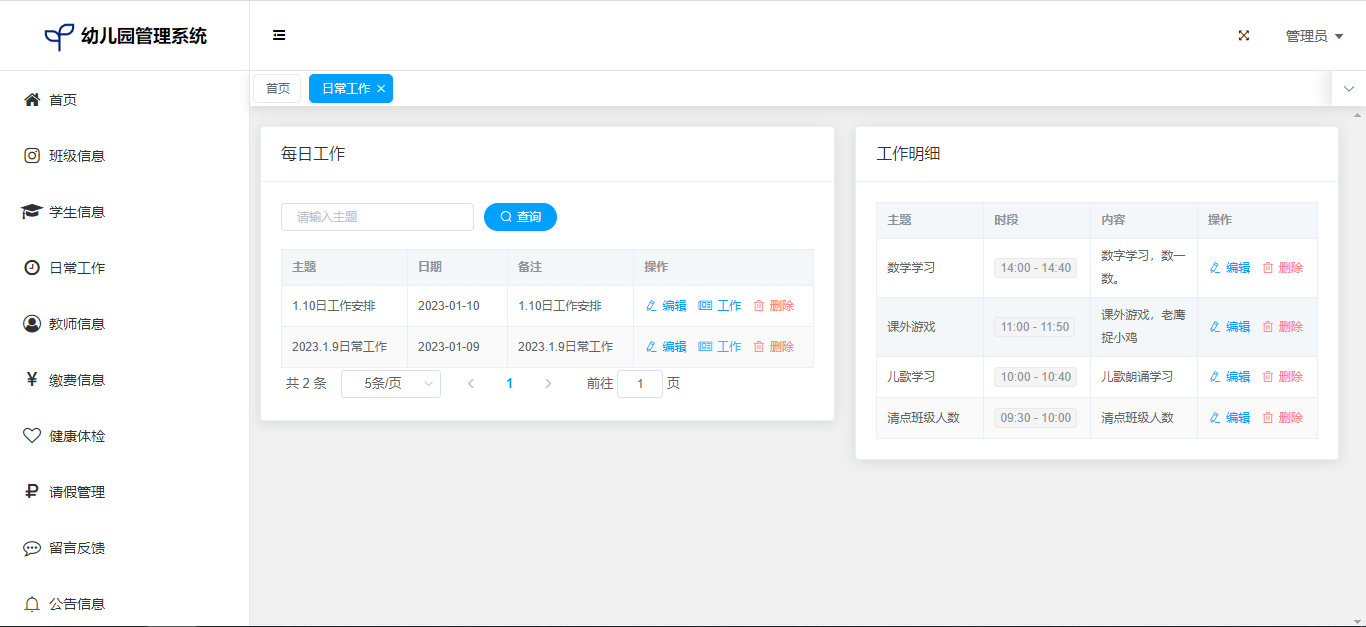 幼儿园管理系统
管理员
首页
日常工作
首页
班级信息
学生信息
日常工作
教师信息
缴费信息
健康体检
请假管理
留言反馈
公告信息
每日工作
请输入主题
查询
主题 日期 备注 操作
1.10日工作安排 2023-01-10 1.10日工作安排 编辑 工作 删除
2023.1.9日常工作 2023-01-09 2023.1.9日常工作 编辑 工作 删除
共 2 条 5条/页 1 前往 1 页
工作明细
主题 时段 内容 操作
数学学习 14:00 - 14:40 数字学习，数一
数。 编辑 删除
课外游戏 11:00 - 11:50 课外游戏，老鹰
捉小鸡 编辑 删除
儿歌学习 10:00 - 10:40 儿歌朗诵学习 编辑 删除
清点班级人数 09:30 - 10:00 清点班级人数 编辑 删除